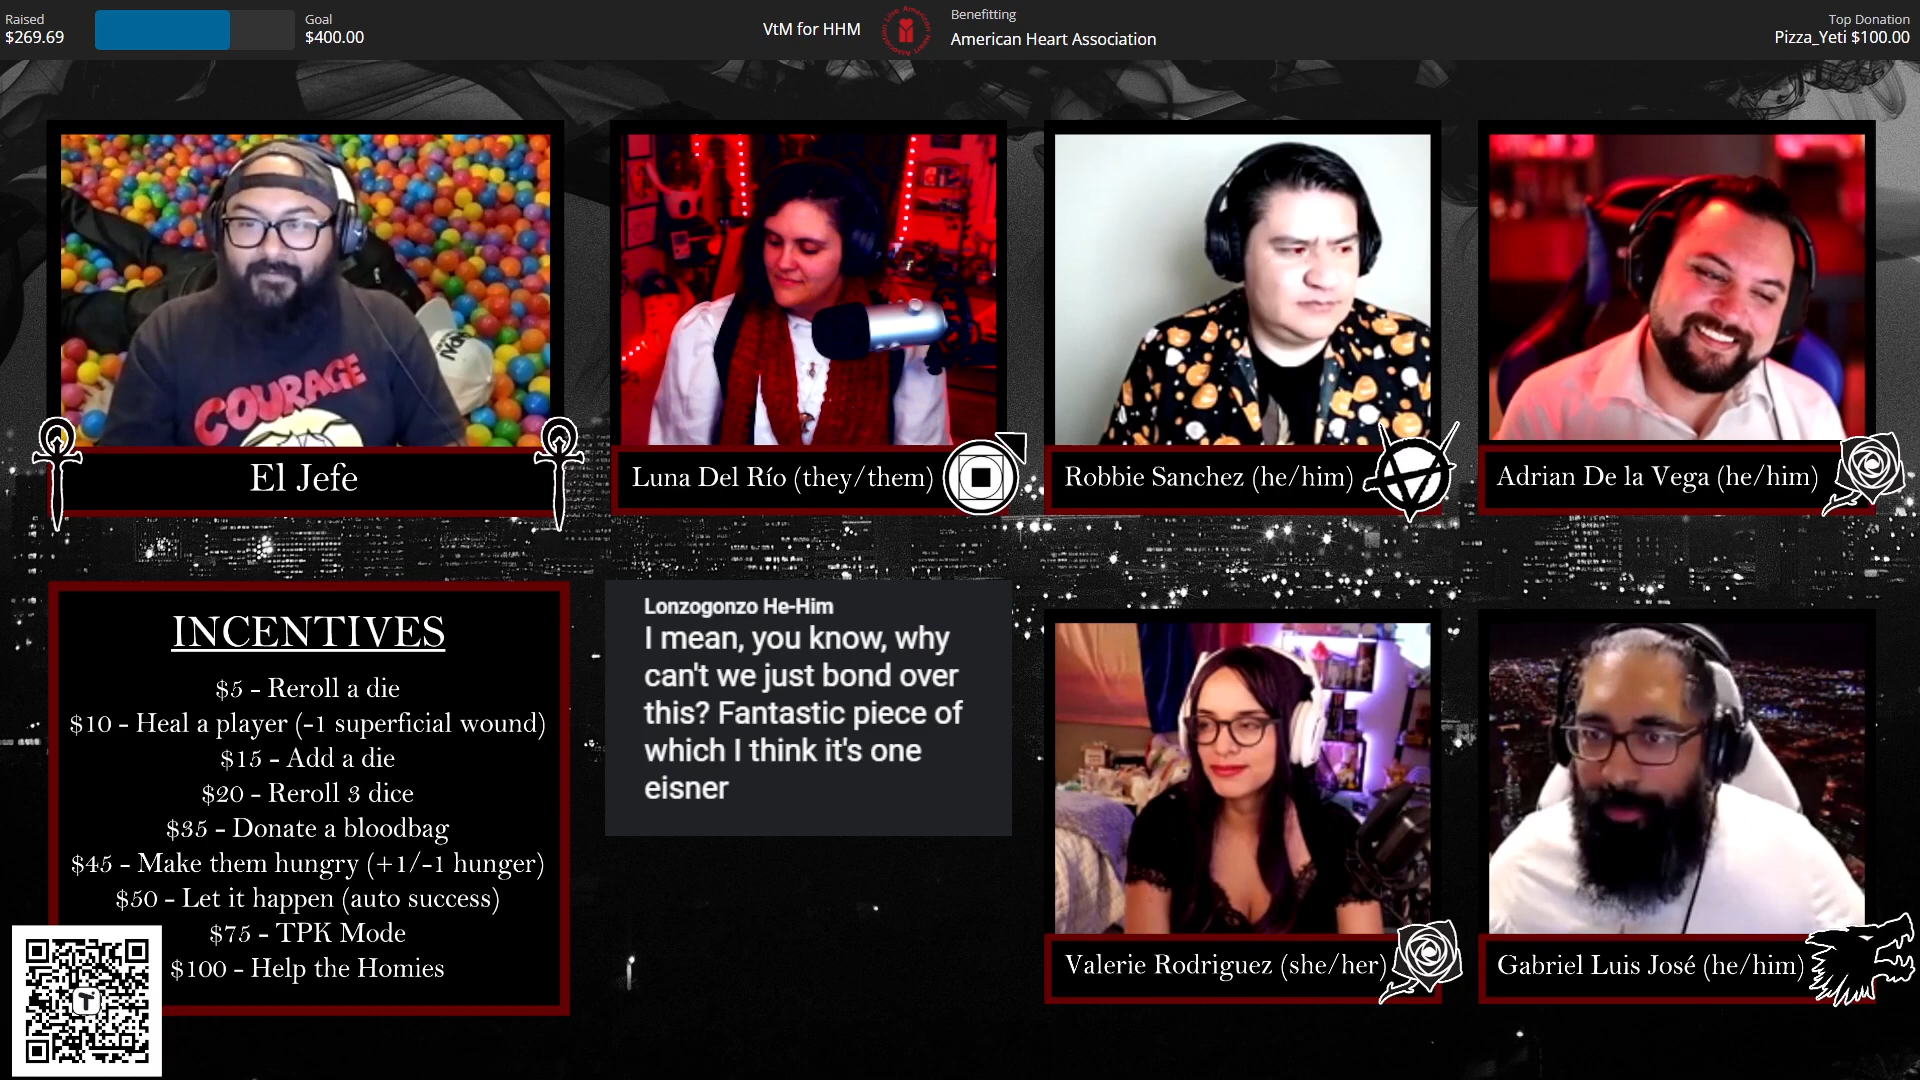 Raised
$269.69
Goal
$400.00
VtM for HHM
Benefitting
American Heart Association
Top Donation
Pizza_Yeti $100.00
COURAGE
El Jefe
Luna Del Río (they/them)
Robbie Sanchez (he/him)
Adrian De la Vega (he/him)
INCENTIVES
$5 - Reroll a die
$10 - Heal a player (-1 superficial wound)
$15 - Add a die
$20 - Reroll 3 dice
$35 - Donate a bloodbag
$45 - Make them hungry (+1/-1 hunger)
$50 - Let it happen (auto success)
$75 - TPK Mode
$100 - Help the Homies
T
Lonzogonzo He-Him
I mean, you know, why
can't we just bond over
this? Fantastic piece of
which I think it's one
eisner
Valerie Rodriguez (she/her)
Gabriel Luis José (he/him)